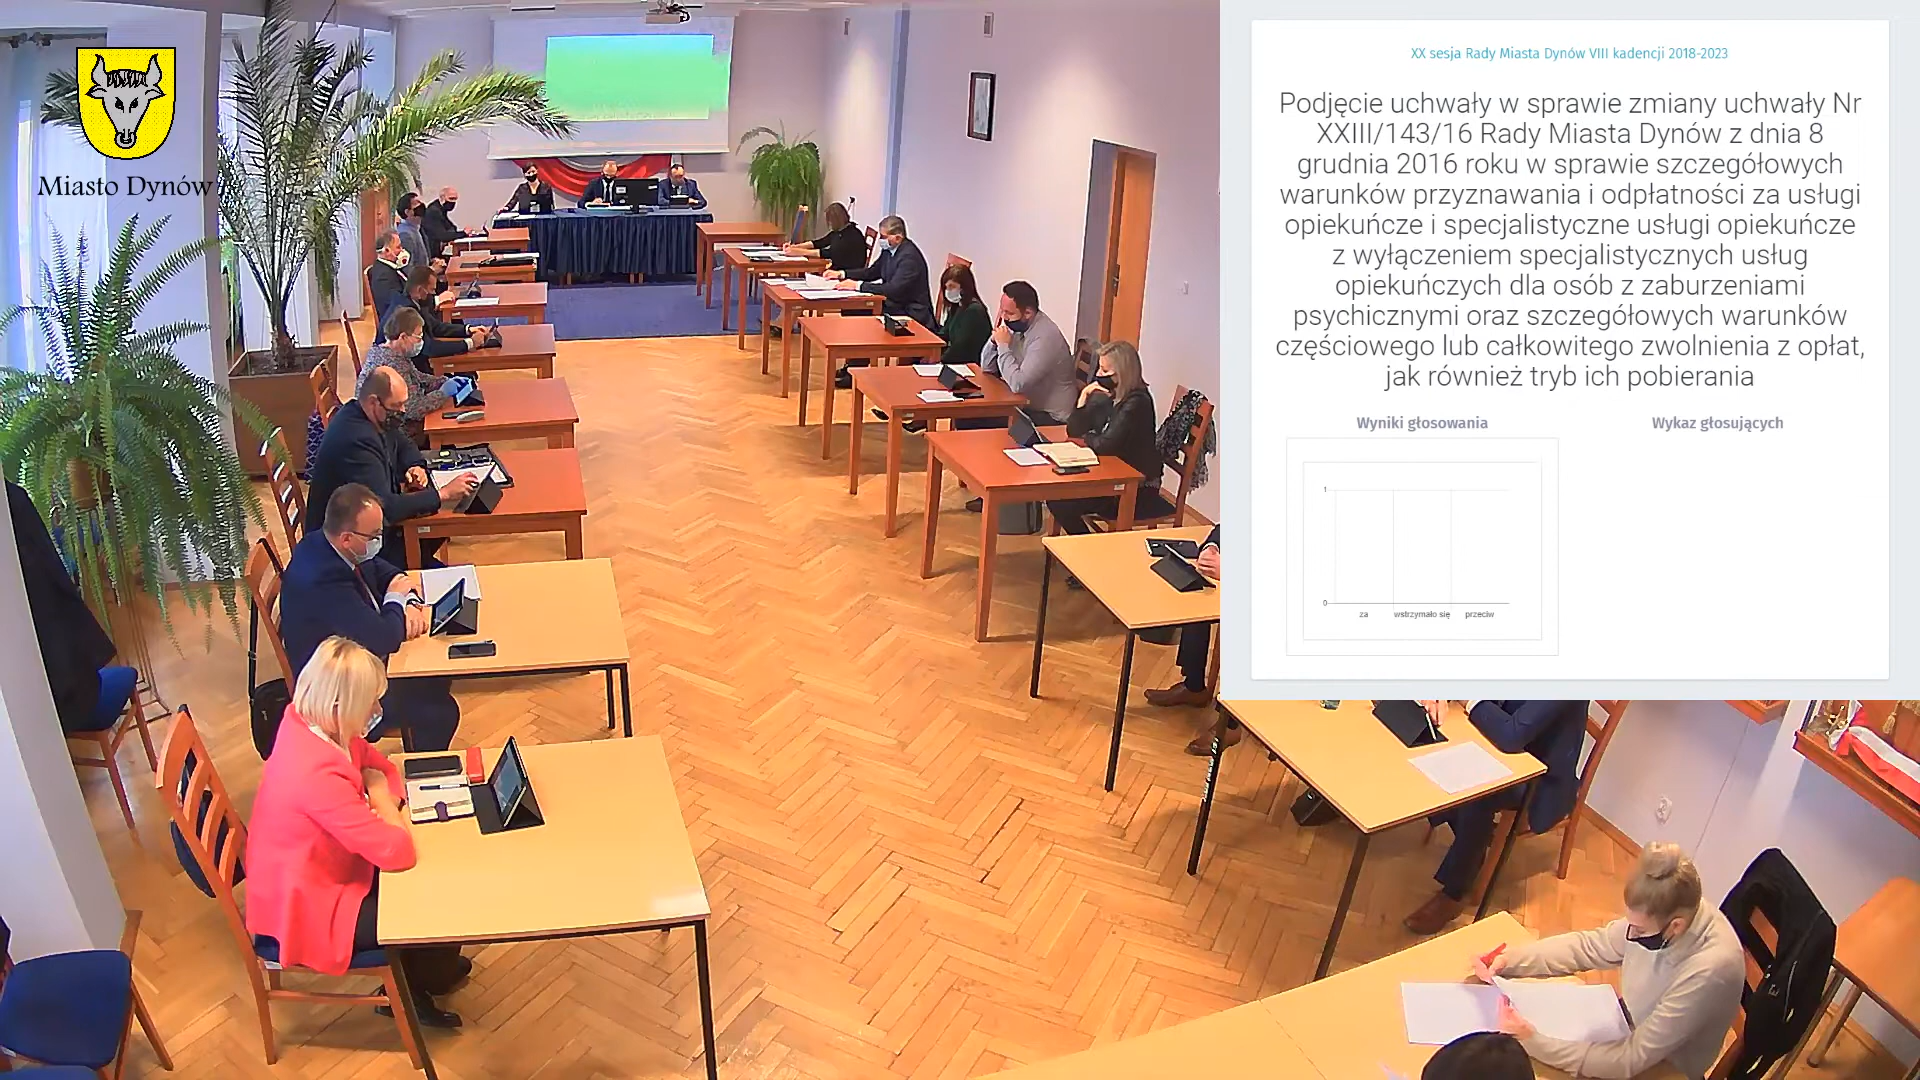 Miasto Dynów
XX sesja Rady Miasta Dynów VIII kadencji 2018-2023
Podjęcie uchwały w sprawie zmiany uchwały Nr
XXIII/143/16 Rady Miasta Dynów z dnia 8
grudnia 2016 roku w sprawie szczegółowych
warunków przyznawania i odpłatności za usługi
opiekuńcze i specjalistyczne usługi opiekuńcze
z wyłączeniem specjalistycznych usług
opiekuńczych dla osób z zaburzeniami
psychicznymi oraz szczegółowych warunków
częściowego lub całkowitego zwolnienia z opłat,
jak również tryb ich pobierania
Wyniki głosowania
Wykaz głosujących
1
0
za wstrzymało się przeciw